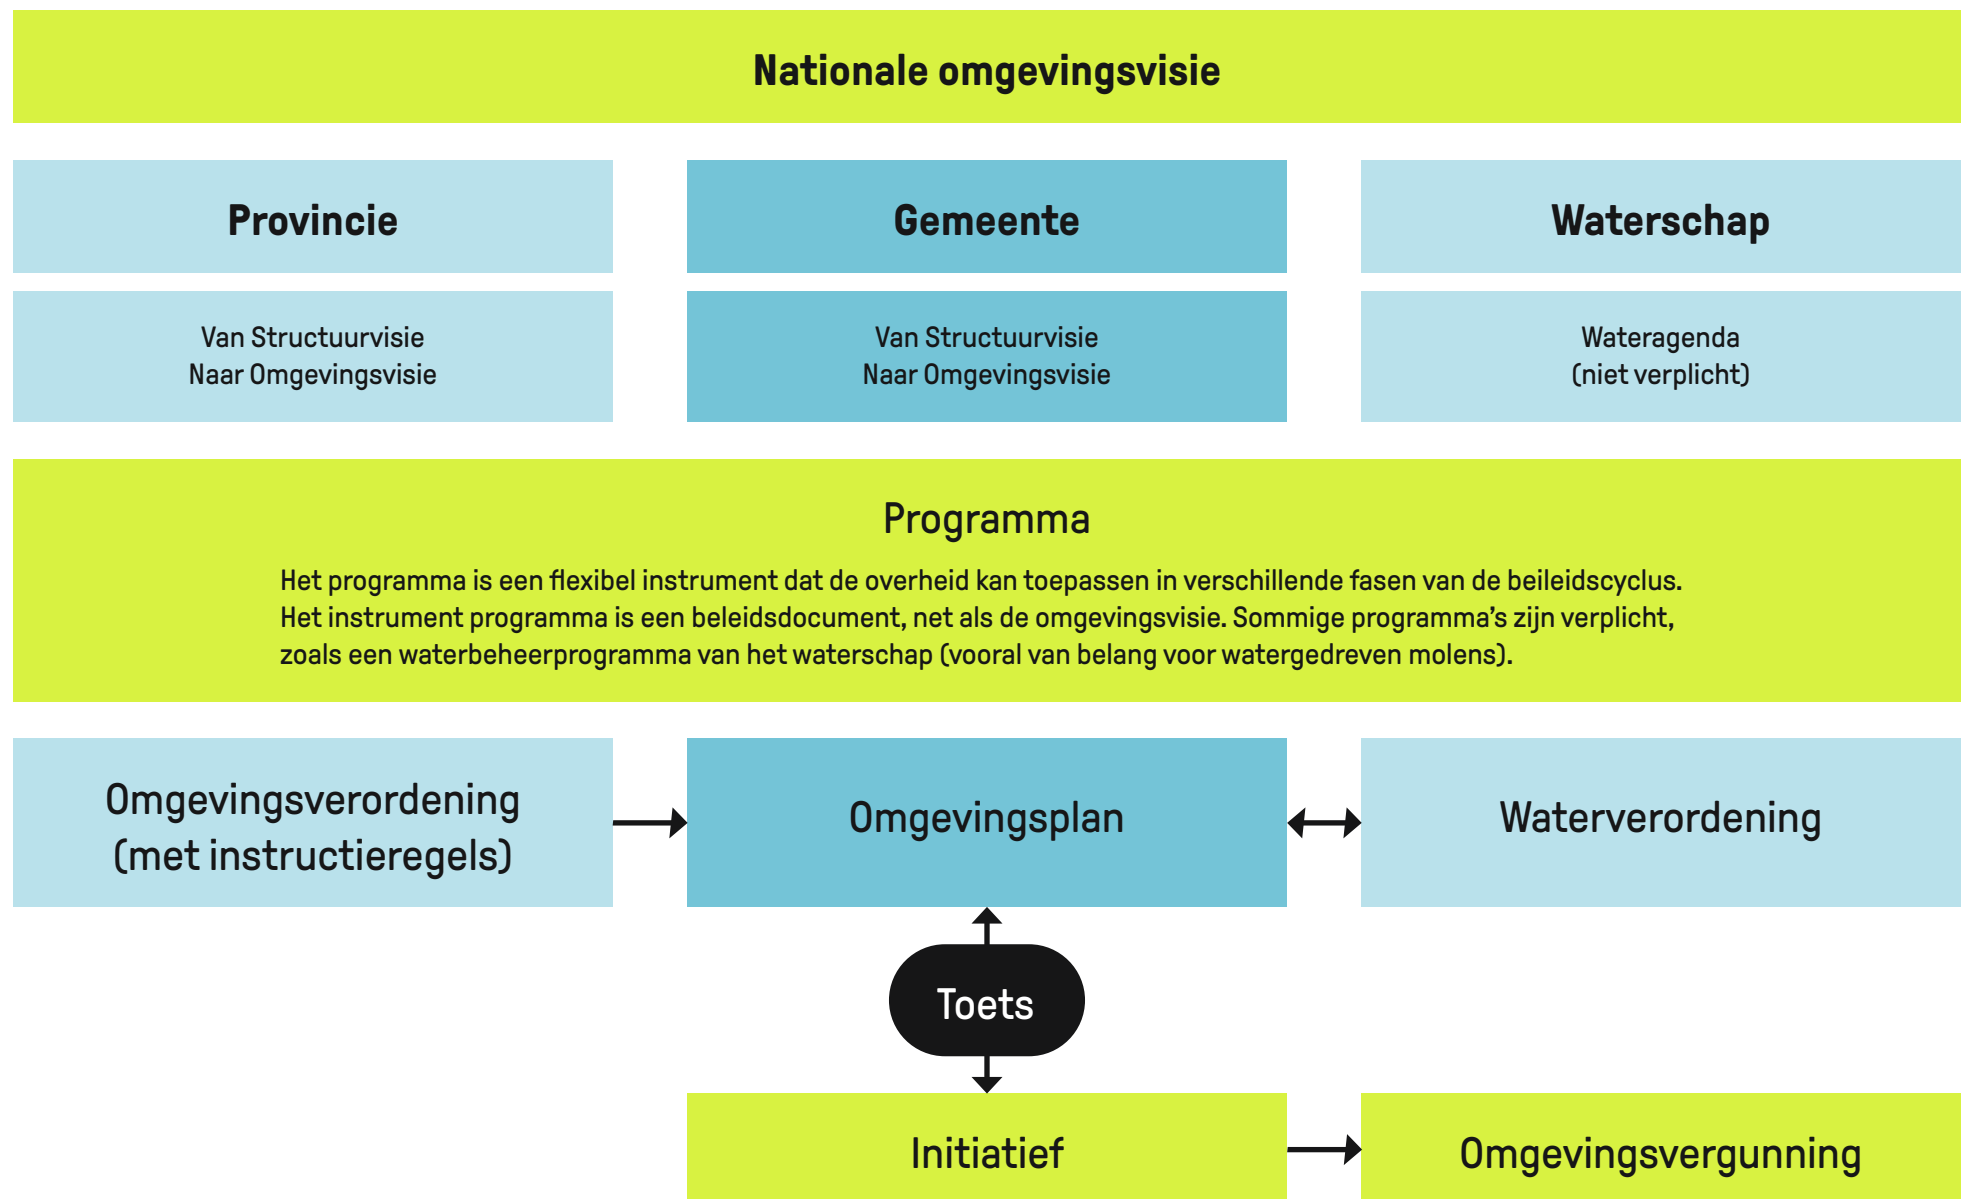 Nationale omgevingsvisie
Provincie
Gemeente
Waterschap
Van Structuurvisie
Naar Omgevingsvisie
Van Structuurvisie
Naar Omgevingsvisie
Wateragenda
(niet verplicht)
Programma
Het programma is een flexibel instrument dat de overheid kan toepassen in verschillende fasen van de beileidscyclus.
Het instrument programma is een beleidsdocument, net als de omgevingsvisie. Sommige programma's zijn verplicht,
zoals een waterbeheerprogramma van het waterschap (vooral van belang voor watergedreven molens).
Omgevingsverordening
(met instructieregels)
Omgevingsplan
Waterverordening
Toets
Initiatief
Omgevingsvergunning